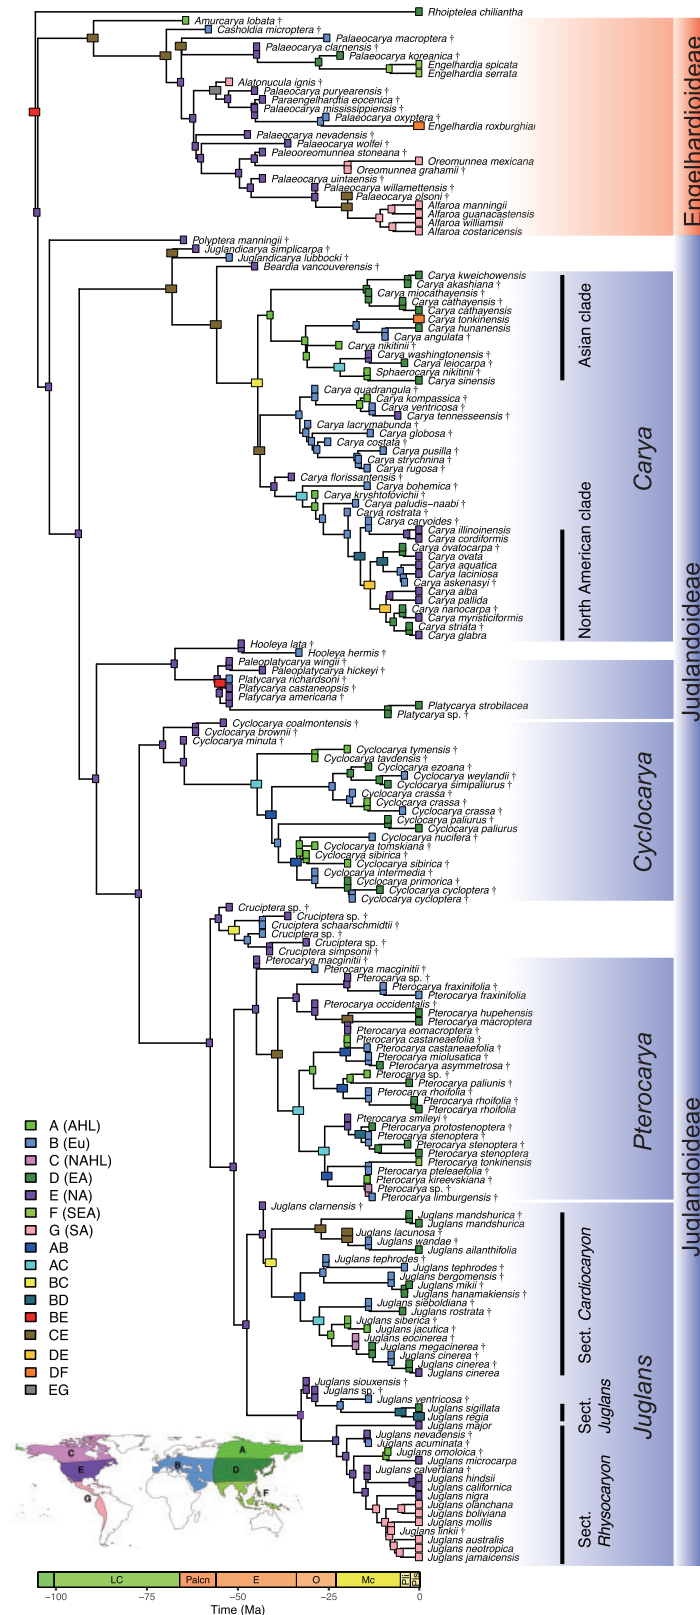 Rhoiptelea chiliantha
Amurcarya lobata †
Casholdia microptera †
Palaeocarya macroptera †
Palaeocarya clarnensis †
Palaeocarya koreanica †
Engelhardia spicata
Engelhardia serrata
Alatonucula ignis †
Palaeocarya puryearensis †
Paraengelhardtia eocenica †
Palaeocarya mississippiensis †
Palaeocarya oxyptera †
Engelhardia roxburghian
Palaeocarya nevadensis †
Palaeocarya wolfei †
Paleooreomunnea stoneana †
Oreomunnea mexicana
Oreomunnea grahamii †
Palaeocarya uintaensis †
Palaeocarya willamettensis †
Palaeocarya olsoni †
Alfaroa manningii
Alfaroa guanacastensis
Alfaroa williamsii
Alfaroa costaricensis
Engelhardioideae
Polyptera manningii †
Juglandicarya simplicarpa †
Juglandicarya lubbocki †
Beardia vancouverensis †
Carya kweichowensis
Carya akashiana †
Carya miocathayensis †
Carya cathayensis †
Carya cathayensis
Carya tonkinensis
Carya hunanensis
Carya angulata †
Carya nikitinii †
Carya washingtonensis †
Carya leiocarpa †
Sphaerocarya nikitinii †
Carya sinensis
Carya quadrangula †
Carya kompassica †
Carya ventricosa †
Carya tennesseensis †
Carya lacrymabunda †
Carya globosa †
Carya costata †
Carya pusilla †
Carya strychnina †
Carya rugosa †
Carya florissantensis †
Carya bohemica †
Carya kryshtofovichii †
Carya paludis−naabi †
Carya rostrata †
Carya caryoides †
Carya illinoinensis
Carya cordiformis
Carya ovatocarpa †
Carya ovata
Carya aquatica
Carya laciniosa
Carya askenasyi †
Carya alba
Carya pallida
Carya nanocarpa †
Carya myristiciformis
Carya striata †
Carya glabra
Asian clade
North American clade
Carya
Juglandoideae
Hooleya lata †
Hooleya hermis †
Paleoplatycarya wingii †
Paleoplatycarya hickeyi †
Platycarya richardsoni †
Platycarya castaneopsis †
Platycarya americana †
Platycarya strobilacea
Platycarya sp. †
Cyclocarya coalmontensis †
Cyclocarya brownii †
Cyclocarya minuta †
Cyclocarya tymensis †
Cyclocarya tavdensis †
Cyclocarya ezoana †
Cyclocarya weylandii †
Cyclocarya simipaliurus †
Cyclocarya crassa †
Cyclocarya crassa †
Cyclocarya crassa †
Cyclocarya paliurus †
Cyclocarya paliurus
Cyclocarya nucifera †
Cyclocarya tomskiana †
Cyclocarya sibirica †
Cyclocarya sibirica †
Cyclocarya intermedia †
Cyclocarya primorica †
Cyclocarya cycloptera †
Cyclocarya cycloptera †
Cyclocarya
Cruciptera sp. †
Cruciptera sp. †
Cruciptera schaarschmidtii †
Cruciptera sp. †
Cruciptera sp. †
Cruciptera simpsonii †
Pterocarya macginitii †
Pterocarya macginitii †
Pterocarya sp. †
Pterocarya fraxinifolia †
Pterocarya fraxinifolia
Pterocarya occidentalis †
Pterocarya hupehensis
Pterocarya macroptera
Pterocarya eomacroptera †
Pterocarya castaneaefolia †
Pterocarya castaneaefolia †
Pterocarya miolusatica †
Pterocarya asymmetrosa †
Pterocarya sp. †
Pterocarya paliunis †
Pterocarya rhoifolia †
Pterocarya rhoifolia †
Pterocarya rhoifolia
Pterocarya smileyi †
Pterocarya protostenoptera †
Pterocarya stenoptera †
Pterocarya stenoptera †
Pterocarya stenoptera
Pterocarya tonkinensis
Pterocarya pteleaefolia †
Pterocarya kireevskiana †
Pterocarya sp. †
Pterocarya limburgensis †
Pterocarya
Juglandoideae
Juglans clarnensis †
Juglans mandshurica †
Juglans mandshurica
Juglans lacunosa †
Juglans wandae †
Juglans ailanthifolia
Juglans tephrodes †
Juglans tephrodes †
Juglans bergomensis †
Juglans mikii †
Juglans hanamakiensis †
Juglans sieboldiana †
Juglans rostrata †
Juglans siberica †
Juglans jacutica †
Juglans eocinerea †
Juglans megacinerea †
Juglans cinerea †
Juglans cinerea †
Juglans cinerea
Sect. Cardiocaryon
Juglans siouxensis †
Juglans sp. †
Juglans ventricosa †
Juglans sigillata
Juglans regia
Juglans major
Juglans nevadensis †
Juglans acuminata †
Juglans omoloica †
Juglans microcarpa
Juglans calvertiana †
Juglans hindsii
Juglans californica
Juglans nigra
Juglans olanchana
Juglans boliviana
Juglans mollis
Juglans linkii †
Juglans australis
Juglans neotropica
Juglans jamaicensis
Sect.
Juglans
Sect.
Rhysocaryon
Juglans
A (AHL)
B (Eu)
C (NAHL)
D (EA)
E (NA)
F (SEA)
G (SA)
AB
AC
BC
BD
BE
CE
DE
DF
EG
A
B
C
D
E
F
G
LC
Palcn
E
O
Mc
Pli
Pls
−100
−75
−50
−25
0
Time (Ma)